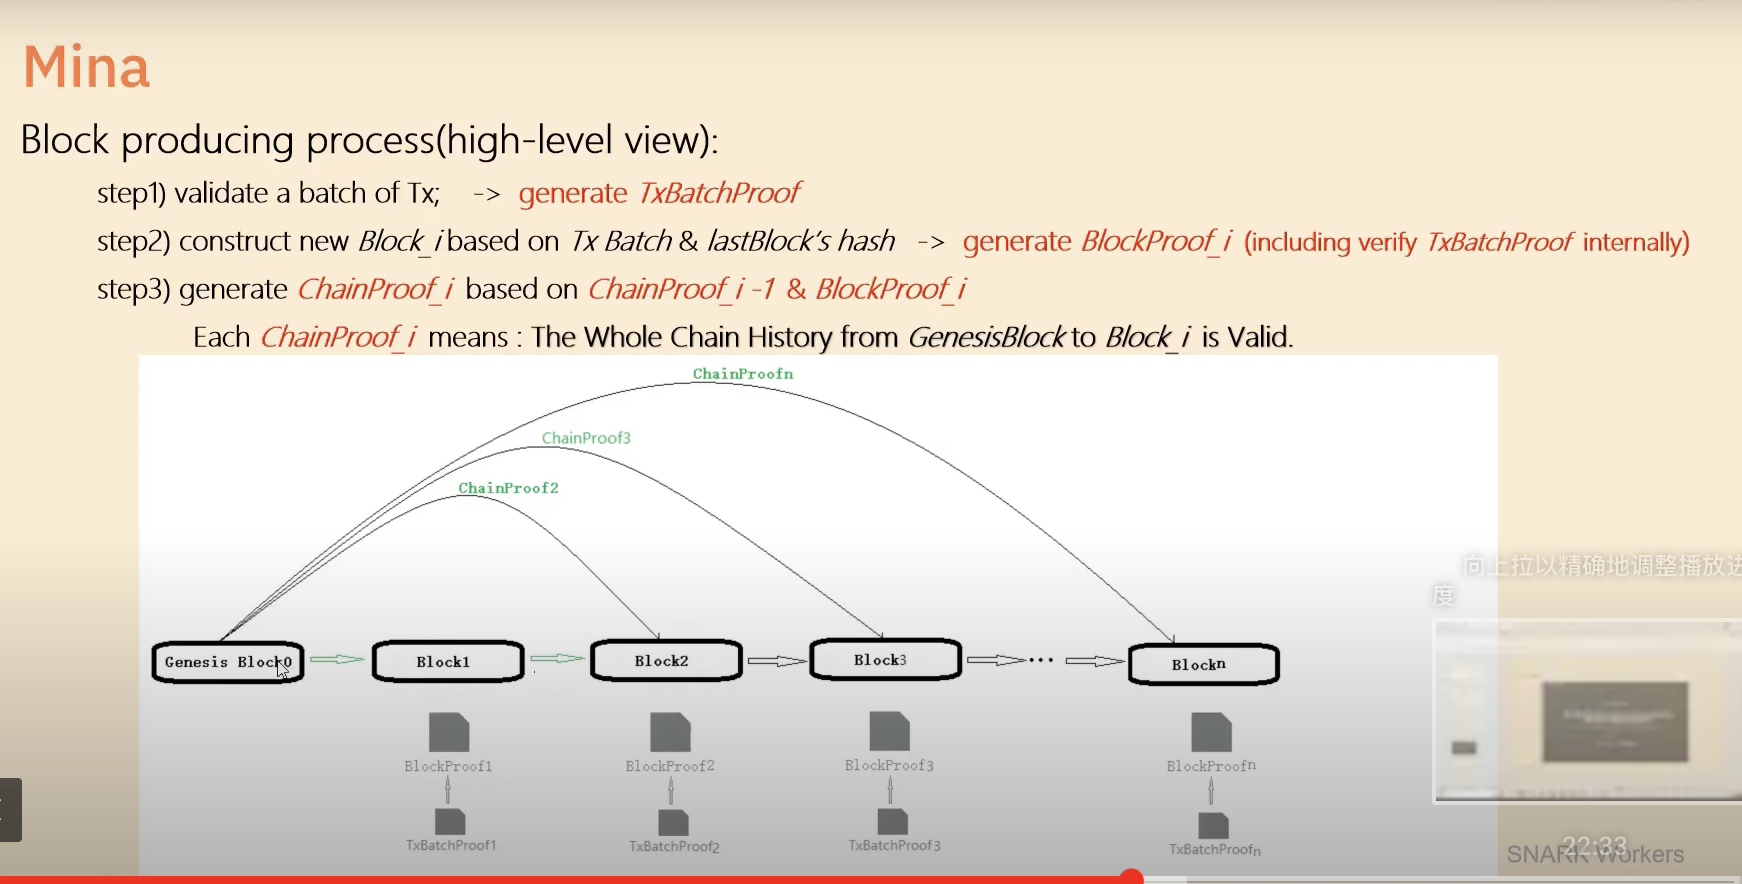 Mina
Block producing process(high-level view):
step1) validate a batch of Tx; -> generate TxBatchProof
step2) construct new Block_i based on Tx Batch & lastBlock's hash -> generate BlockProof_i (including verify TxBatchProof internally)
step3) generate ChainProof_i based on ChainProof_i -1 & BlockProof_i
Each ChainProof_i means : The Whole Chain History from GenesisBlock to Block_i is Valid.
ChainProofn
ChainProof3
ChainProof2
向上拉以精确地调整播放进
度
Genesis Block0 Block1 Block2 Block3 ... Blockn
BlockProof1 BlockProof2 BlockProof3 BlockProofn
TxBatchProof1 TxBatchProof2 TxBatchProof3 TxBatchProofn
22:33
SNARK Workers